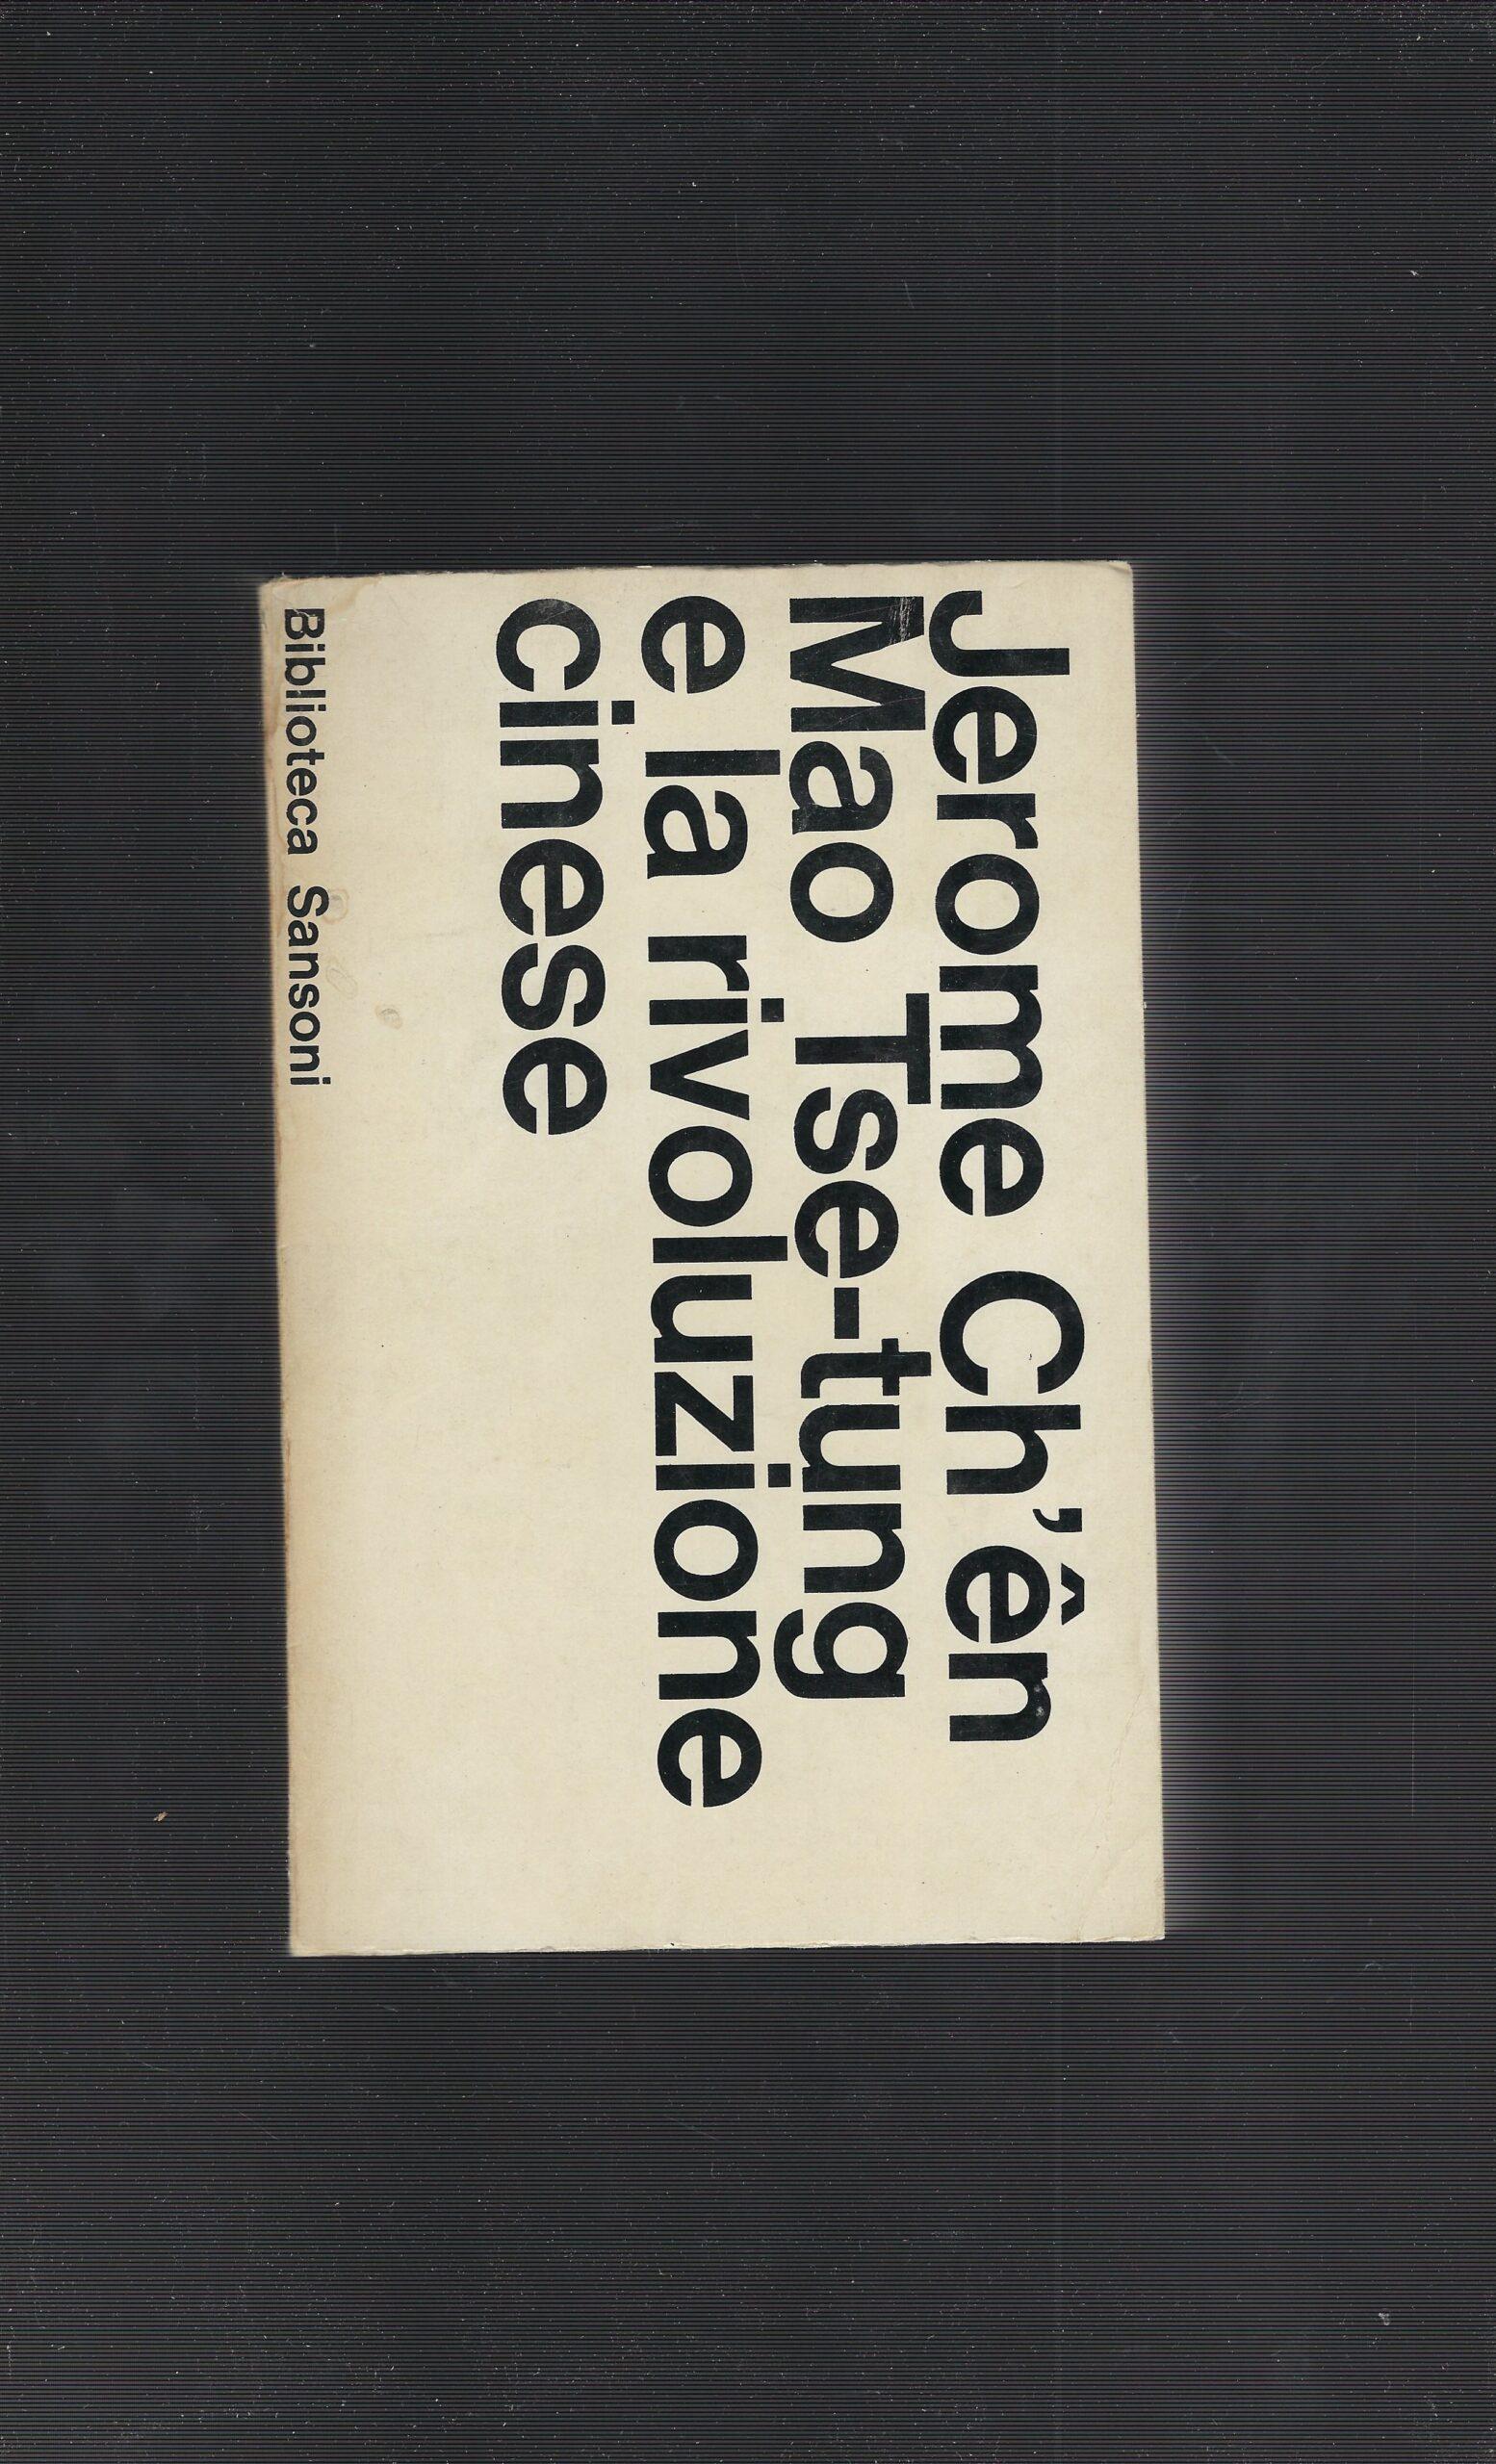 Jerome Ch'ên
Mao Tse-tung
e la rivoluzione
cinese
Biblioteca Sansoni